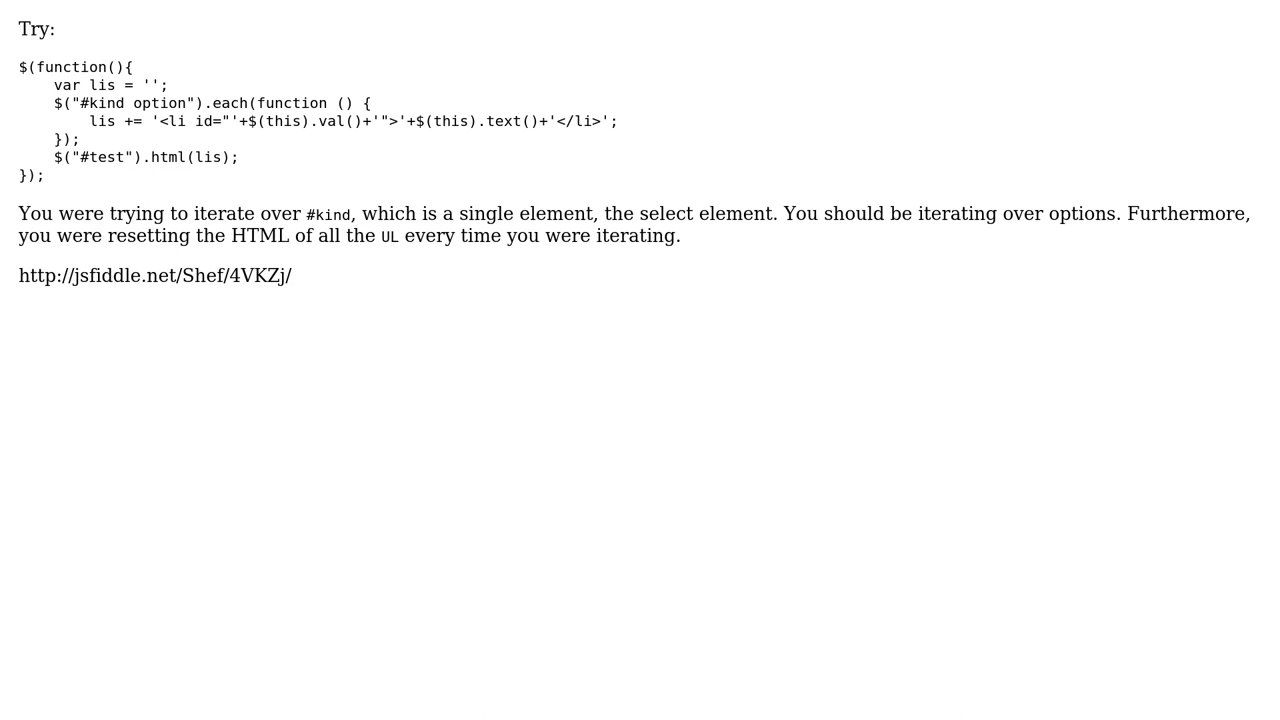 Try:
$(function(){
    var lis = '';
    $("#kind option").each(function () {
        lis += '<li id="'+$(this).val()+'">'+$(this).text()+'</li>';
    });
    $("#test").html(lis);
});
You were trying to iterate over #kind, which is a single element, the select element. You should be iterating over options. Furthermore,
you were resetting the HTML of all the UL every time you were iterating.
http://jsfiddle.net/Shef/4VKZj/